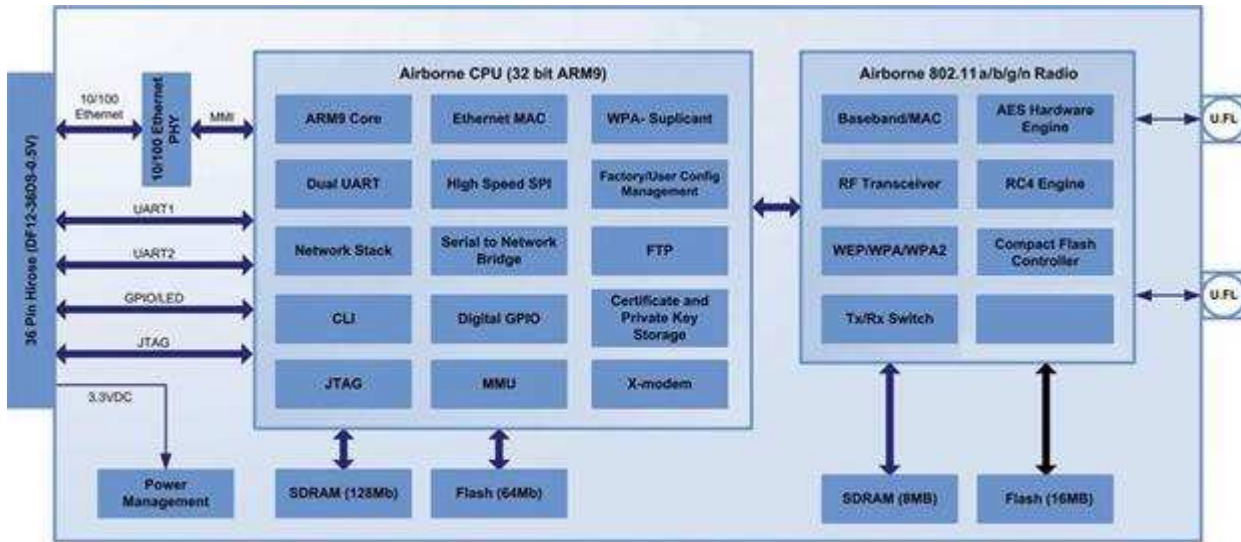 36 Pin Hirose (DF12-36DS-0.5V)
10/100
Ethernet
10/100 Ethernet
PHY
MMI
UART1
UART2
GPIO/LED
JTAG
3.3VDC
Power
Management
Airborne CPU (32 bit ARM9)
ARM9 Core
Ethernet MAC
WPA- Suplicant
Dual UART
High Speed SPI
Factory/User Config
Management
Network Stack
Serial to Network
Bridge
FTP
CLI
Digital GPIO
Certificate and
Private Key
Storage
JTAG
MMU
X-modem
SDRAM (128Mb)
Flash (64Mb)
Airborne 802.11a/b/g/n Radio
Baseband/MAC
AES Hardware
Engine
RF Transceiver
RC4 Engine
WEP/WPA/WPA2
Compact Flash
Controller
Tx/Rx Switch
SDRAM (8MB)
Flash (16MB)
U.FL
U.FL